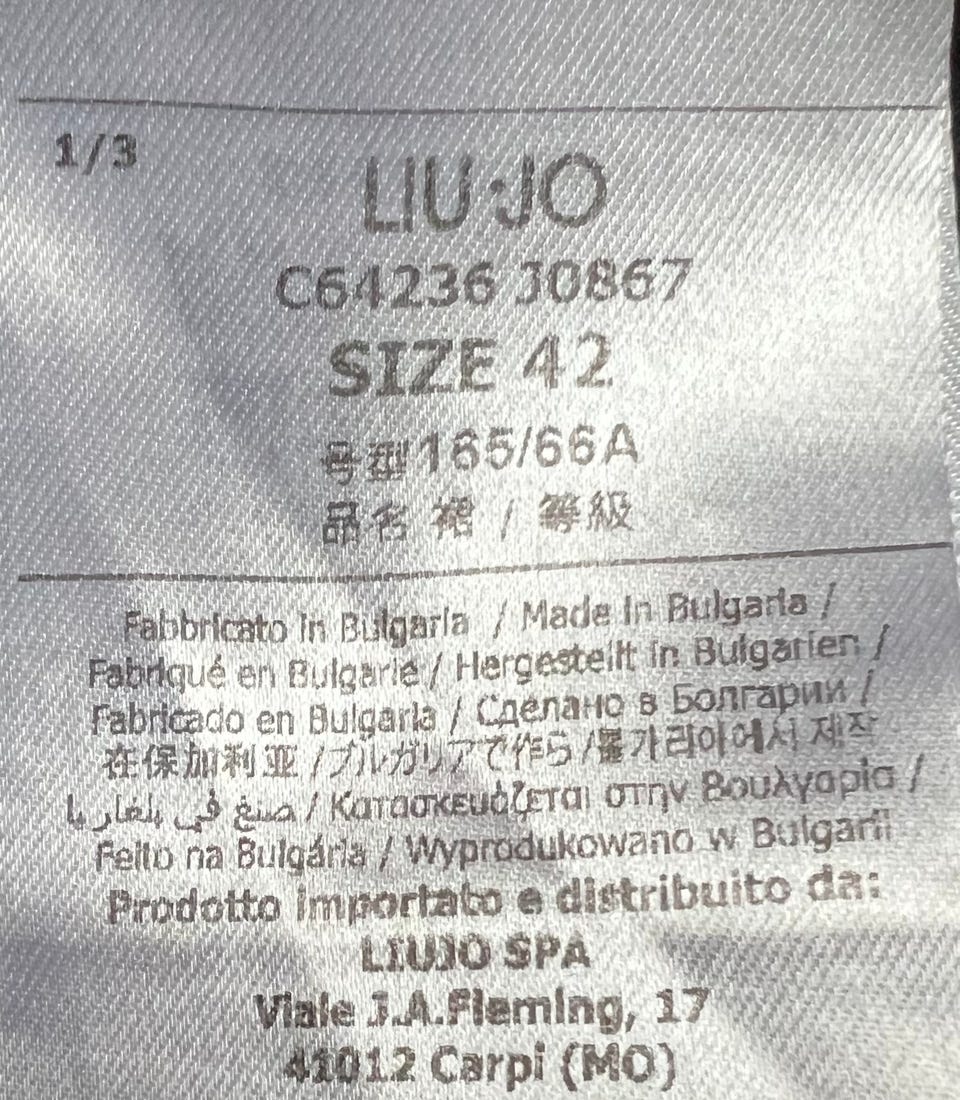 1/3
LIU·JO
C64236 J0867
SIZE 42
号型165/66A
品名 裙 / 等級
Fabbricato in Bulgaria / Made in Bulgaria /
Fabriqué en Bulgarie / Hergestellt in Bulgarien /
Fabricado en Bulgaria / Сделано в Болгарии /
在保加利亚 /ブルガリアで作ら /불가리아에서 제작
صنع في بلغاريا / Κατασκευάζεται στην Βουλγαρία /
Feito na Bulgária / Wyprodukowano w Bulgarii
Prodotto importato e distribuito da:
LIUJO SPA
Viale J.A.Fleming, 17
41012 Carpi (MO)